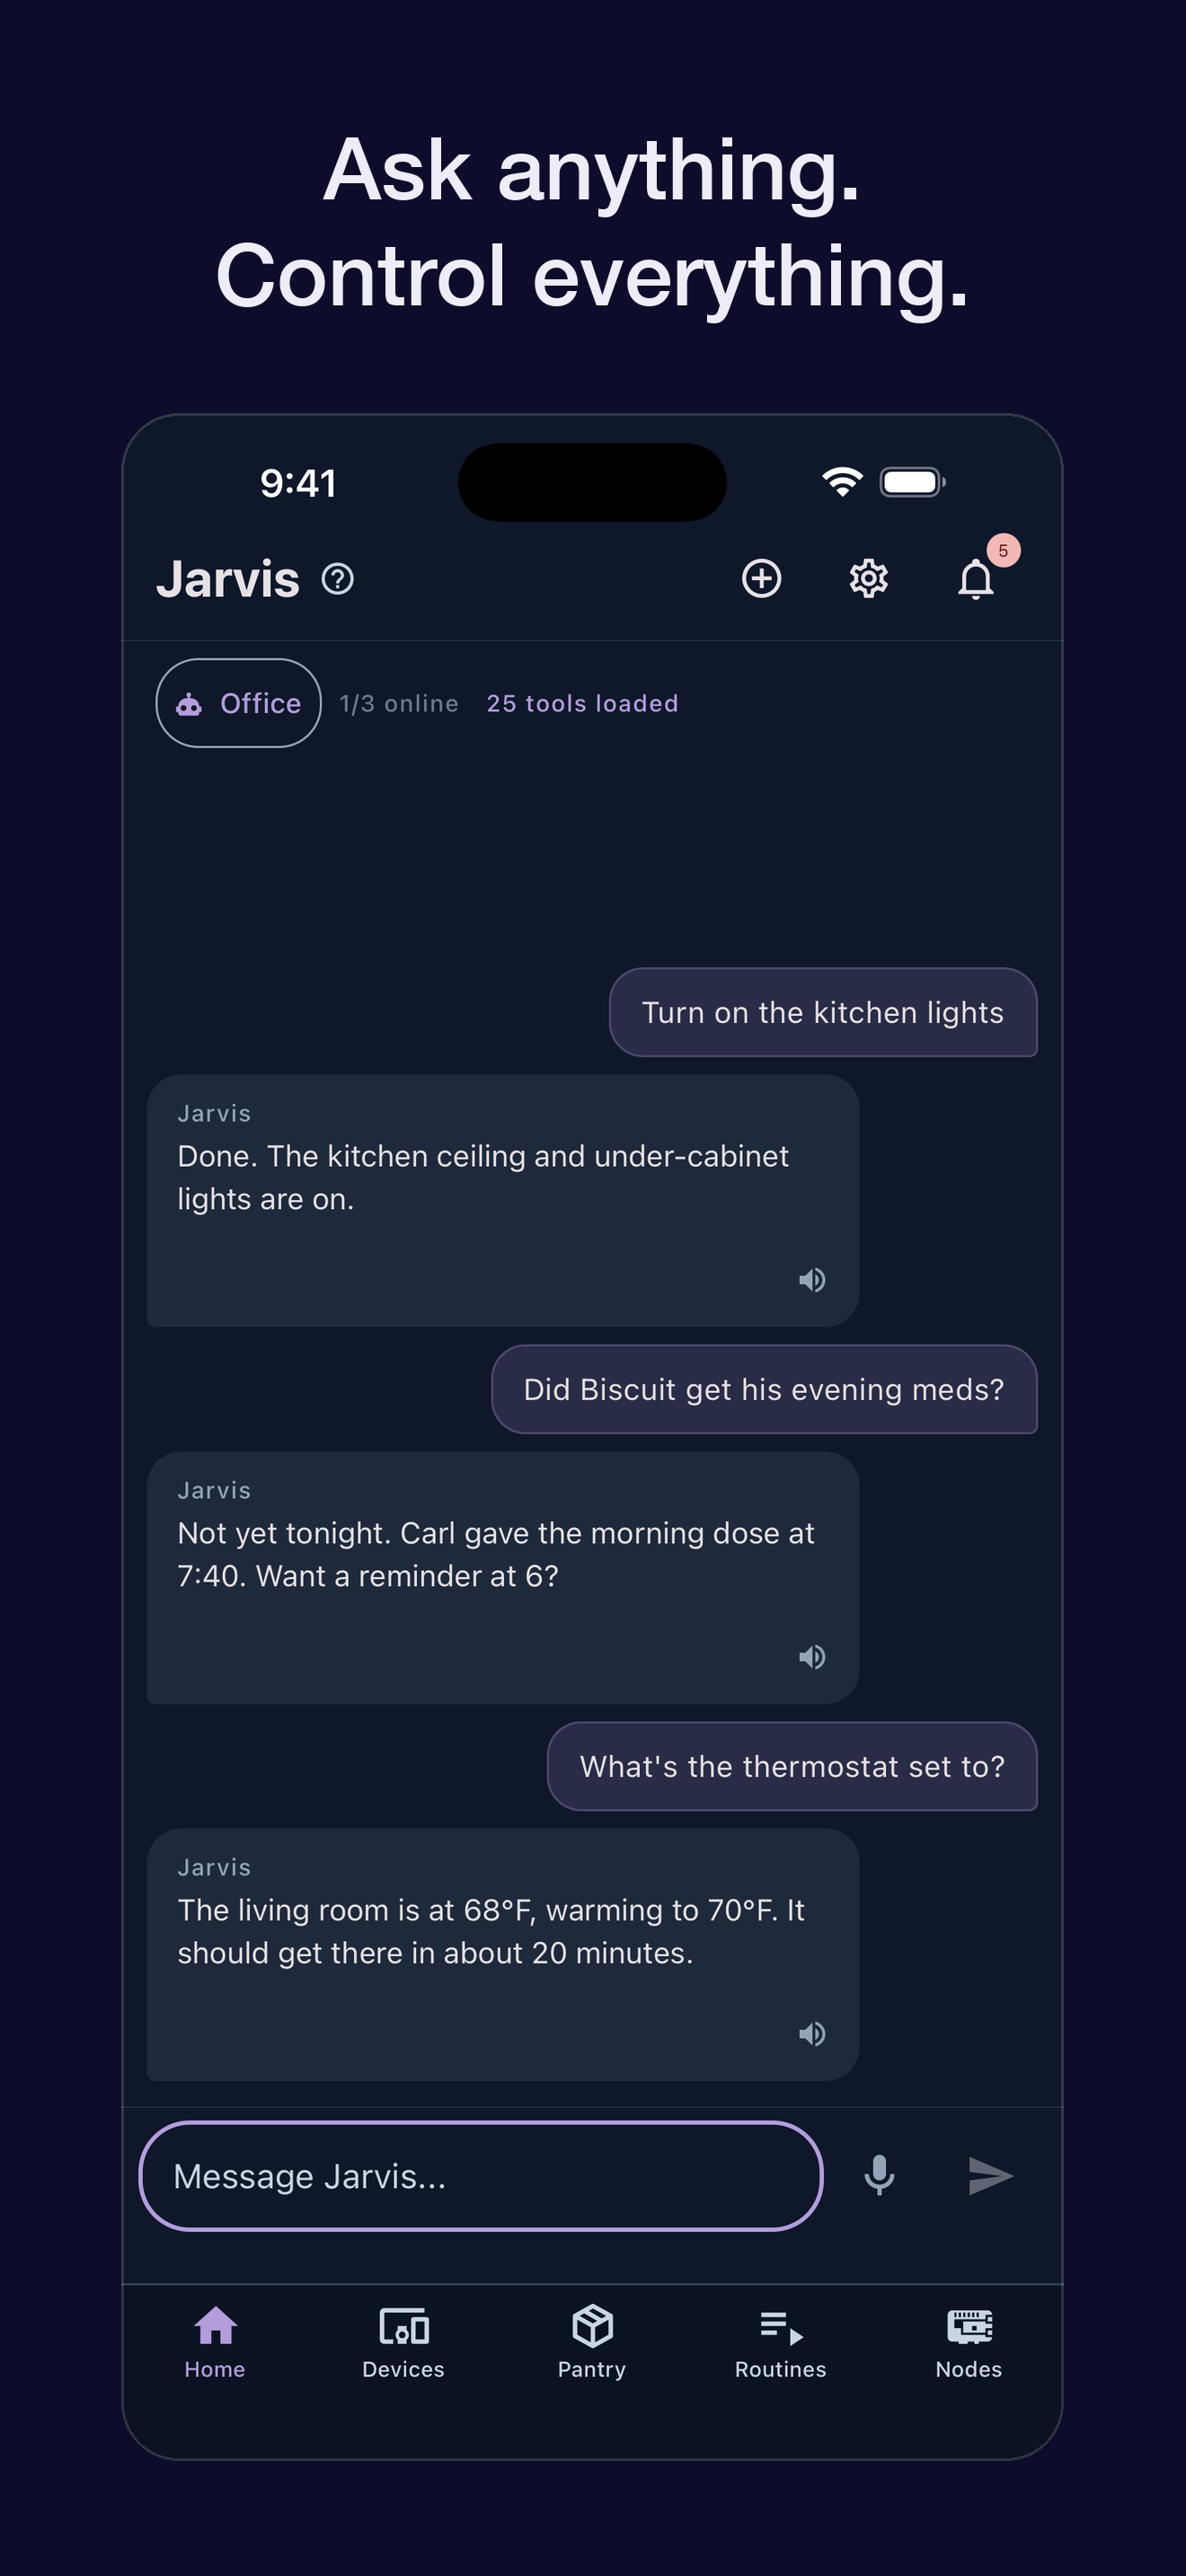 Ask anything.
Control everything.
9:41
Jarvis
5
Office 1/3 online 25 tools loaded
Turn on the kitchen lights
Jarvis
Done. The kitchen ceiling and under-cabinet
lights are on.
Did Biscuit get his evening meds?
Jarvis
Not yet tonight. Carl gave the morning dose at
7:40. Want a reminder at 6?
What's the thermostat set to?
Jarvis
The living room is at 68°F, warming to 70°F. It
should get there in about 20 minutes.
Message Jarvis...
Home Devices Pantry Routines Nodes